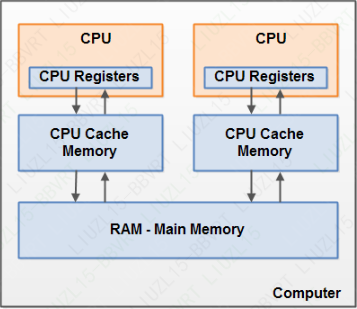 CPU
CPU
CPU Registers
CPU Registers
CPU Cache
Memory
CPU Cache
Memory
RAM - Main Memory
Computer